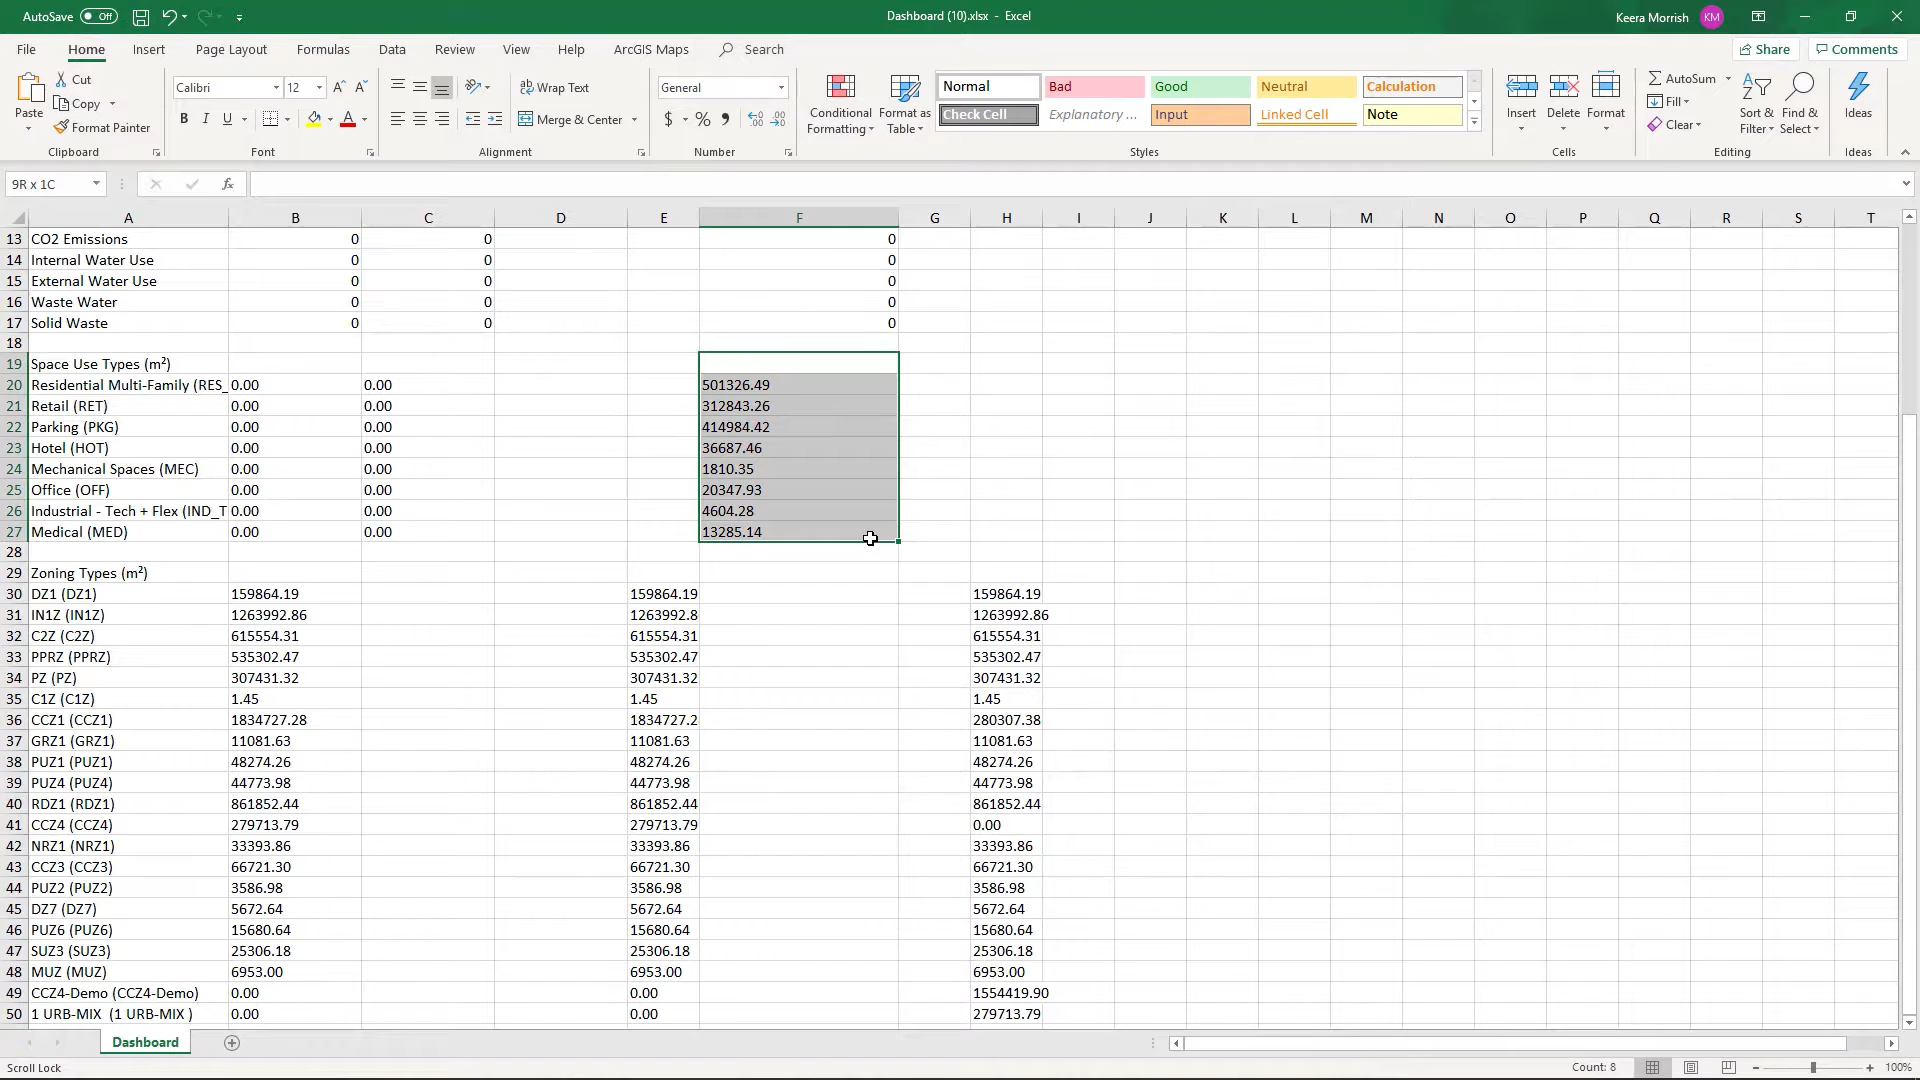 AutoSave Off Dashboard (10).xlsx - Excel Keera Morrish KM
File Home Insert Page Layout Formulas Data Review View Help ArcGIS Maps Search Share Comments
Paste Cut Copy Format Painter Clipboard
Calibri 12 A A B I U A Font
Wrap Text Merge & Center Alignment
General $ % Number
Conditional Formatting Format as Table
Normal Bad Good Neutral Calculation
Check Cell Explanatory ... Input Linked Cell Note
Styles
Insert Delete Format Cells
AutoSum Fill Clear Sort & Filter Find & Select Editing
Ideas Ideas
9R x 1C fx
A B C D E F G H I J K L M N O P Q R S T
13 CO2 Emissions 0 0 0
14 Internal Water Use 0 0 0
15 External Water Use 0 0 0
16 Waste Water 0 0 0
17 Solid Waste 0 0 0
18
19 Space Use Types (m²)
20 Residential Multi-Family (RES_ 0.00 0.00 501326.49
21 Retail (RET) 0.00 0.00 312843.26
22 Parking (PKG) 0.00 0.00 414984.42
23 Hotel (HOT) 0.00 0.00 36687.46
24 Mechanical Spaces (MEC) 0.00 0.00 1810.35
25 Office (OFF) 0.00 0.00 20347.93
26 Industrial - Tech + Flex (IND_T 0.00 0.00 4604.28
27 Medical (MED) 0.00 0.00 13285.14
28
29 Zoning Types (m²)
30 DZ1 (DZ1) 159864.19 159864.19 159864.19
31 IN1Z (IN1Z) 1263992.86 1263992.8 1263992.86
32 C2Z (C2Z) 615554.31 615554.31 615554.31
33 PPRZ (PPRZ) 535302.47 535302.47 535302.47
34 PZ (PZ) 307431.32 307431.32 307431.32
35 C1Z (C1Z) 1.45 1.45 1.45
36 CCZ1 (CCZ1) 1834727.28 1834727.2 280307.38
37 GRZ1 (GRZ1) 11081.63 11081.63 11081.63
38 PUZ1 (PUZ1) 48274.26 48274.26 48274.26
39 PUZ4 (PUZ4) 44773.98 44773.98 44773.98
40 RDZ1 (RDZ1) 861852.44 861852.44 861852.44
41 CCZ4 (CCZ4) 279713.79 279713.79 0.00
42 NRZ1 (NRZ1) 33393.86 33393.86 33393.86
43 CCZ3 (CCZ3) 66721.30 66721.30 66721.30
44 PUZ2 (PUZ2) 3586.98 3586.98 3586.98
45 DZ7 (DZ7) 5672.64 5672.64 5672.64
46 PUZ6 (PUZ6) 15680.64 15680.64 15680.64
47 SUZ3 (SUZ3) 25306.18 25306.18 25306.18
48 MUZ (MUZ) 6953.00 6953.00 6953.00
49 CCZ4-Demo (CCZ4-Demo) 0.00 0.00 1554419.90
50 1 URB-MIX (1 URB-MIX ) 0.00 0.00 279713.79
Dashboard
Scroll Lock Count: 8 100%